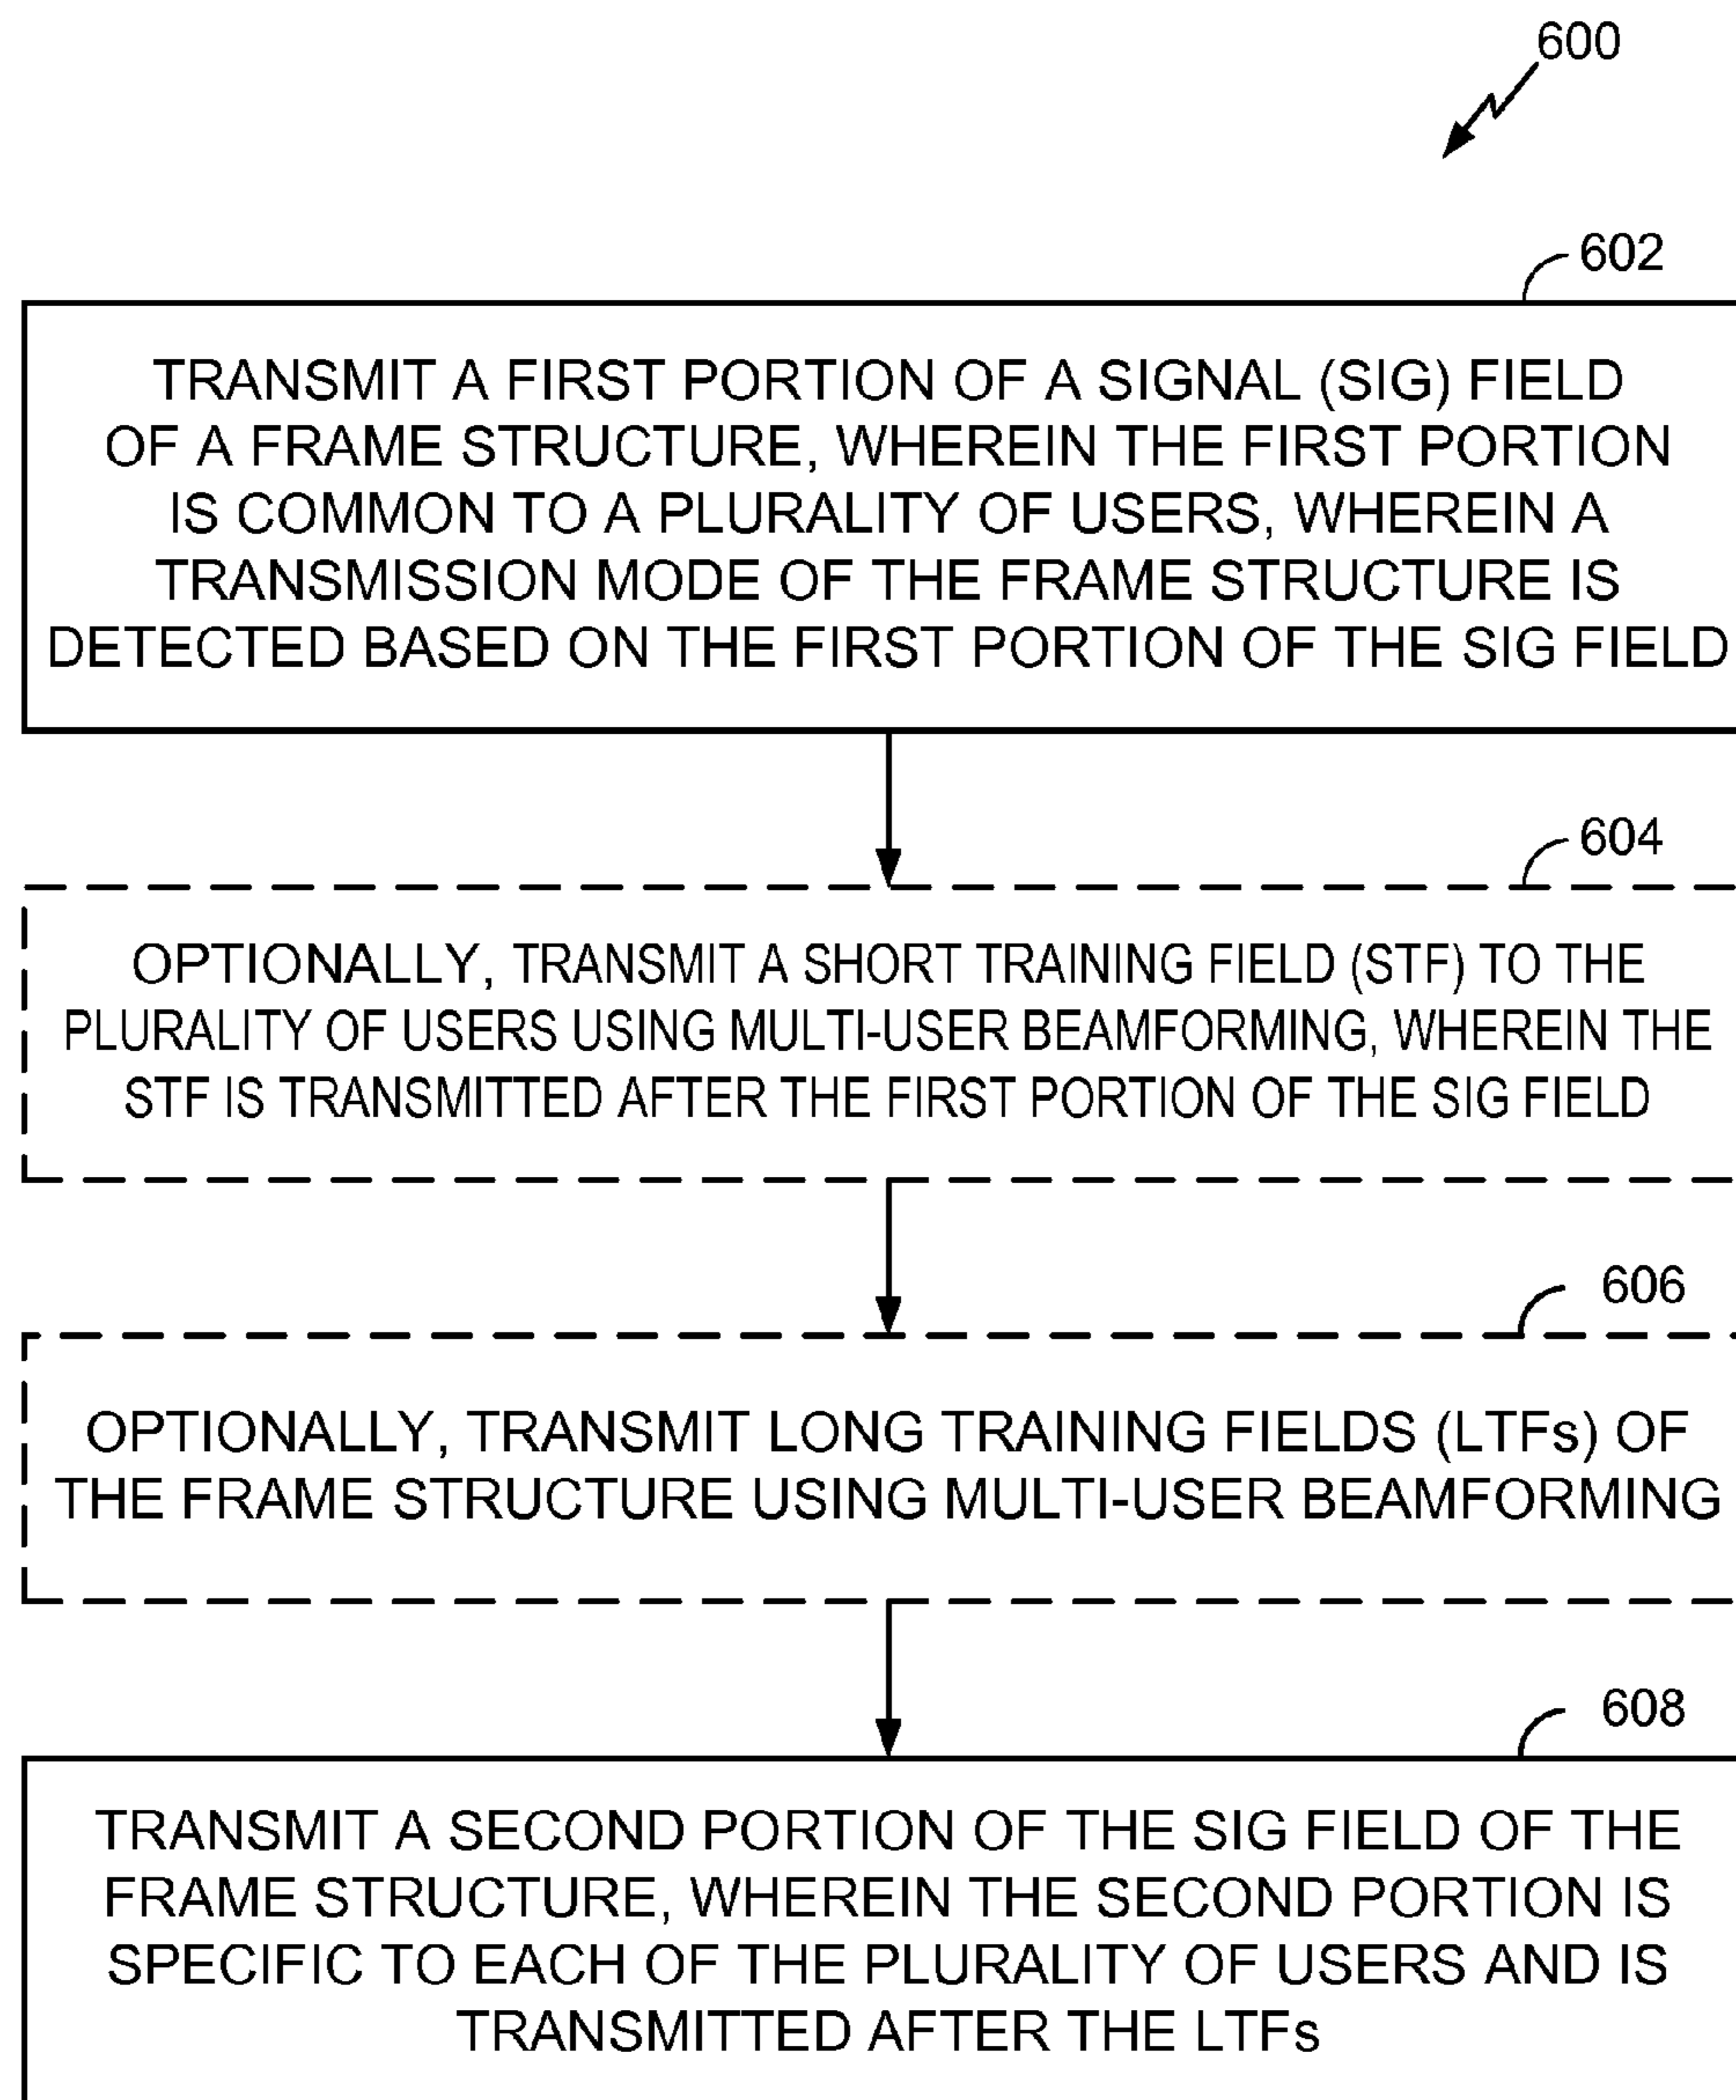 600
602
TRANSMIT A FIRST PORTION OF A SIGNAL (SIG) FIELD
OF A FRAME STRUCTURE, WHEREIN THE FIRST PORTION
IS COMMON TO A PLURALITY OF USERS, WHEREIN A
TRANSMISSION MODE OF THE FRAME STRUCTURE IS
DETECTED BASED ON THE FIRST PORTION OF THE SIG FIELD
604
OPTIONALLY, TRANSMIT A SHORT TRAINING FIELD (STF) TO THE
PLURALITY OF USERS USING MULTI-USER BEAMFORMING, WHEREIN THE
STF IS TRANSMITTED AFTER THE FIRST PORTION OF THE SIG FIELD
606
OPTIONALLY, TRANSMIT LONG TRAINING FIELDS (LTFs) OF
THE FRAME STRUCTURE USING MULTI-USER BEAMFORMING
608
TRANSMIT A SECOND PORTION OF THE SIG FIELD OF THE
FRAME STRUCTURE, WHEREIN THE SECOND PORTION IS
SPECIFIC TO EACH OF THE PLURALITY OF USERS AND IS
TRANSMITTED AFTER THE LTFs